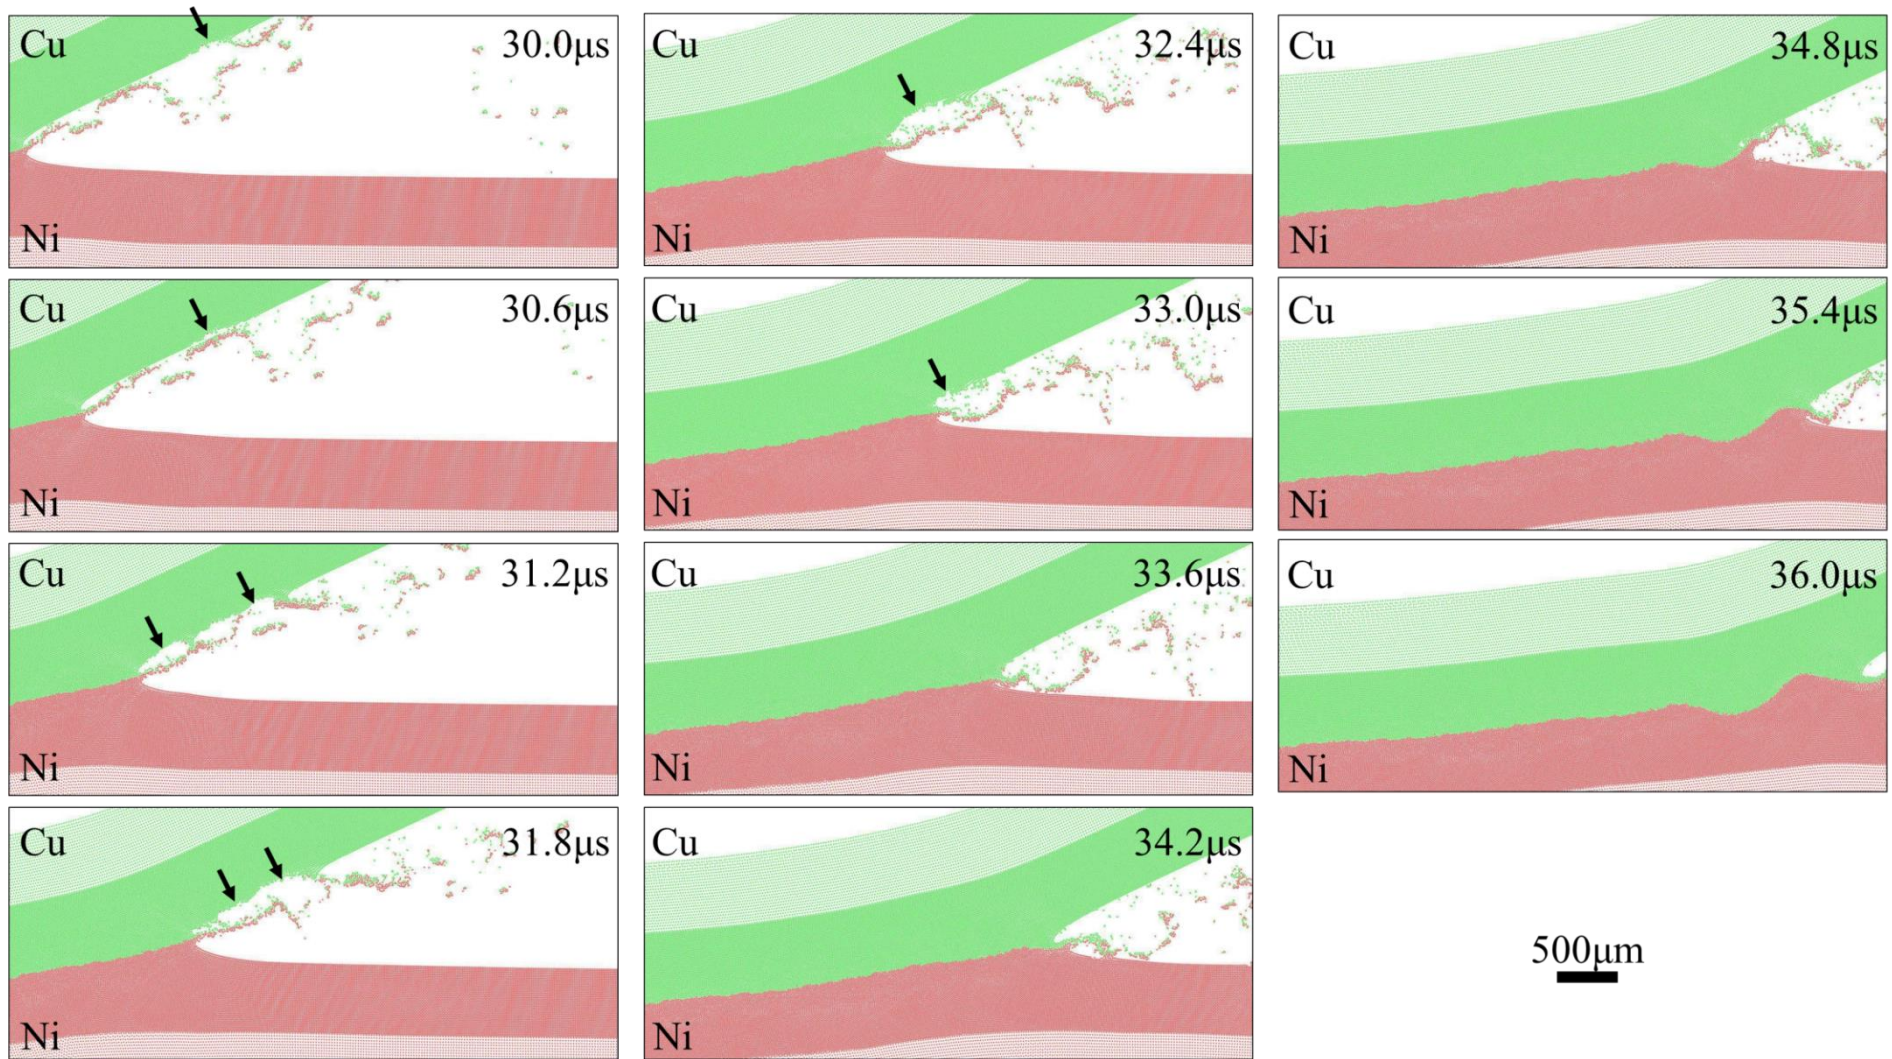 Cu
30.0μs
Ni
Cu
30.6μs
Ni
Cu
31.2μs
Ni
Cu
31.8μs
Ni
Cu
32.4μs
Ni
Cu
33.0μs
Ni
Cu
33.6μs
Ni
Cu
34.2μs
Ni
Cu
34.8μs
Ni
Cu
35.4μs
Ni
Cu
36.0μs
Ni
500μm